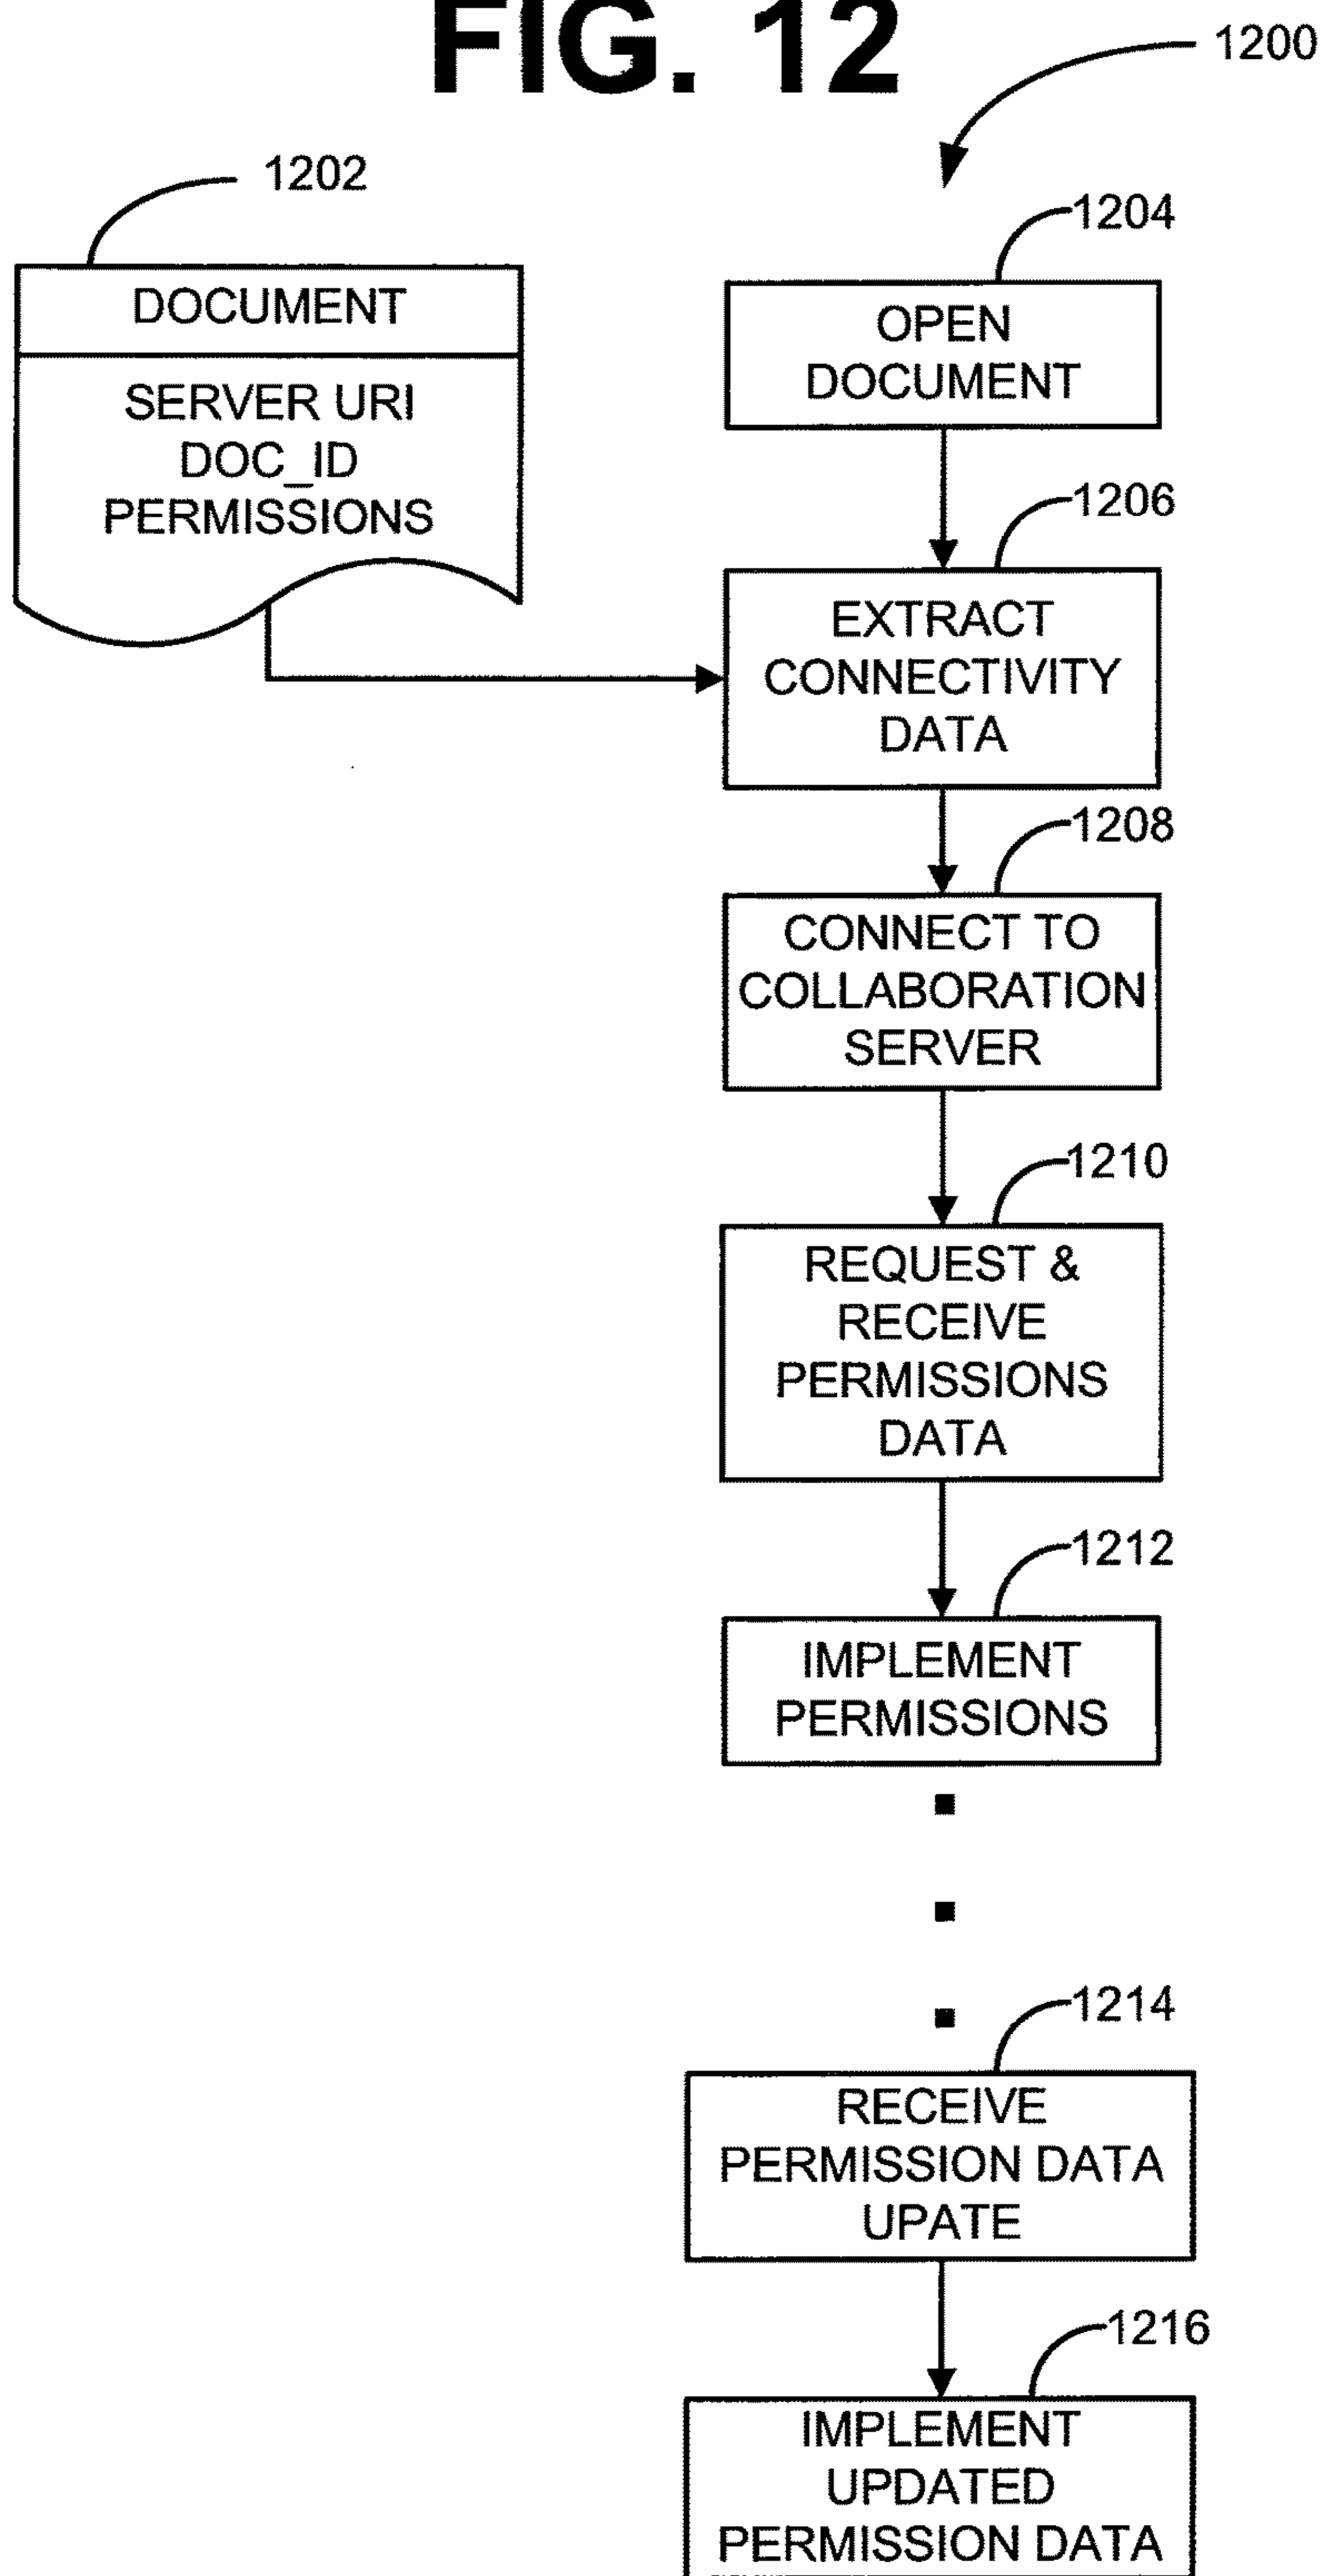 FIG. 12
1200
1202
DOCUMENT
SERVER URI
DOC_ID
PERMISSIONS
1204
OPEN
DOCUMENT
1206
EXTRACT
CONNECTIVITY
DATA
1208
CONNECT TO
COLLABORATION
SERVER
1210
REQUEST &
RECEIVE
PERMISSIONS
DATA
1212
IMPLEMENT
PERMISSIONS
1214
RECEIVE
PERMISSION DATA
UPATE
1216
IMPLEMENT
UPDATED
PERMISSION DATA